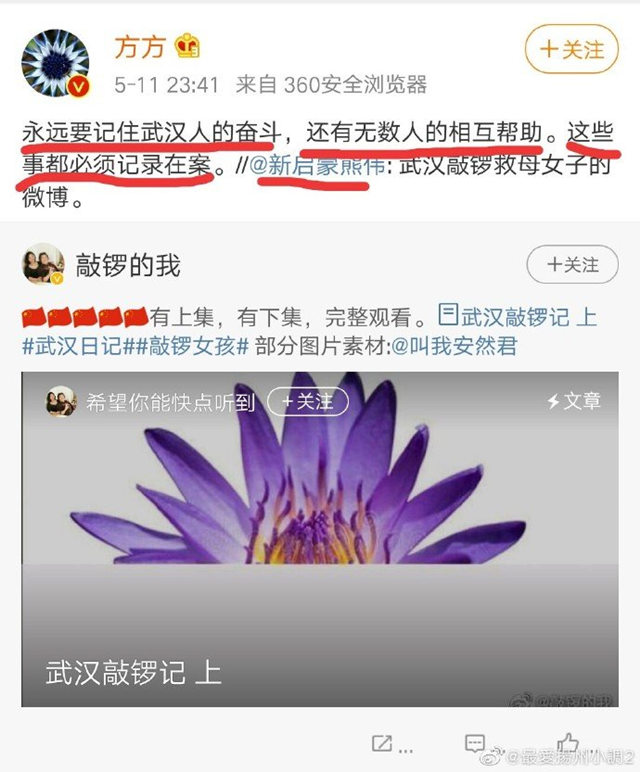 方方
+关注
5-11 23:41 来自 360安全浏览器
永远要记住武汉人的奋斗，还有无数人的相互帮助。这些
事都必须记录在案。//@新启蒙熊伟: 武汉敲锣救母女子的
微博。
敲锣的我
+关注
🇨🇳🇨🇳🇨🇳🇨🇳🇨🇳有上集，有下集，完整观看。武汉敲锣记 上
#武汉日记##敲锣女孩# 部分图片素材:@叫我安然君
希望你能快点听到
+关注
文章
武汉敲锣记 上
@敲锣的我
...
...
@最爱扬州小調2